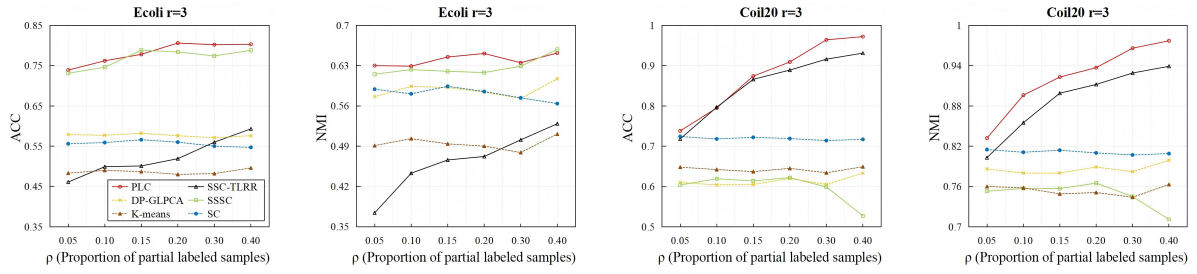 Ecoli r=3
ACC
0.85
0.75
0.65
0.55
0.45
0.35
PLC
SSC-TLRR
DP-GLPCA
SSSC
K-means
SC
0.05 0.10 0.15 0.20 0.30 0.40
ρ (Proportion of partial labeled samples)
Ecoli r=3
NMI
0.7
0.63
0.56
0.49
0.42
0.35
0.05 0.10 0.15 0.20 0.30 0.40
ρ (Proportion of partial labeled samples)
Coil20 r=3
ACC
1
0.9
0.8
0.7
0.6
0.5
0.05 0.10 0.15 0.20 0.30 0.40
ρ (Proportion of partial labeled samples)
Coil20 r=3
NMI
1
0.94
0.88
0.82
0.76
0.7
0.05 0.10 0.15 0.20 0.30 0.40
ρ (Proportion of partial labeled samples)